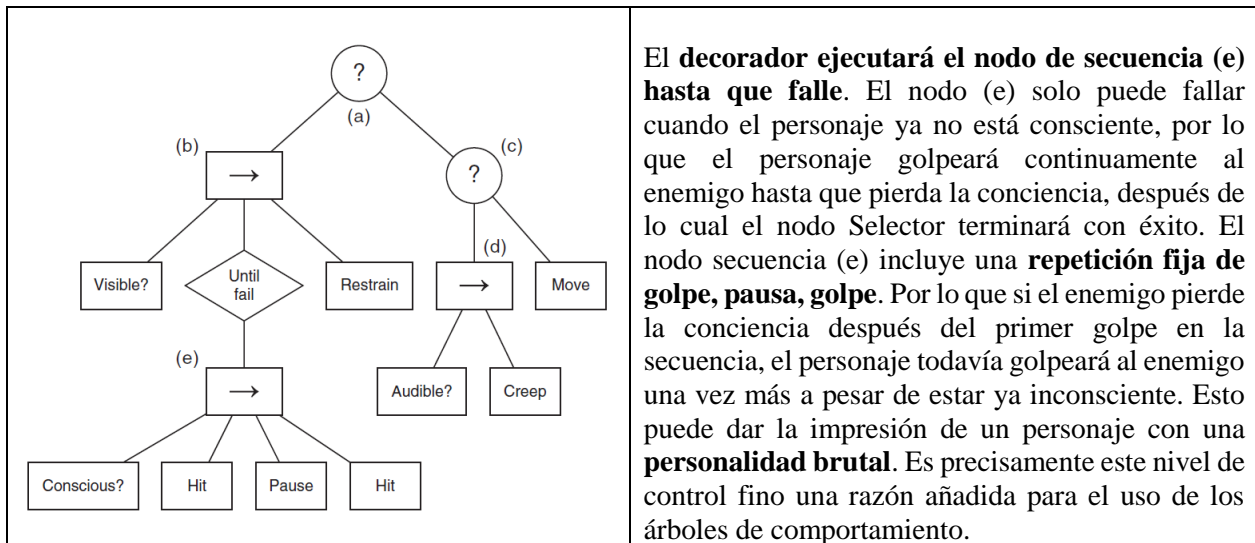 ?
(a)
(b)
→
(c)
?
Visible?
Until
fail
Restrain
(d)
→
Move
(e)
→
Audible?
Creep
Conscious?
Hit
Pause
Hit
El decorador ejecutará el nodo de secuencia (e)
hasta que falle. El nodo (e) solo puede fallar
cuando el personaje ya no está consciente, por lo
que el personaje golpeará continuamente al
enemigo hasta que pierda la conciencia, después de
lo cual el nodo Selector terminará con éxito. El
nodo secuencia (e) incluye una repetición fija de
golpe, pausa, golpe. Por lo que si el enemigo pierde
la conciencia después del primer golpe en la
secuencia, el personaje todavía golpeará al enemigo
una vez más a pesar de estar ya inconsciente. Esto
puede dar la impresión de un personaje con una
personalidad brutal. Es precisamente este nivel de
control fino una razón añadida para el uso de los
árboles de comportamiento.